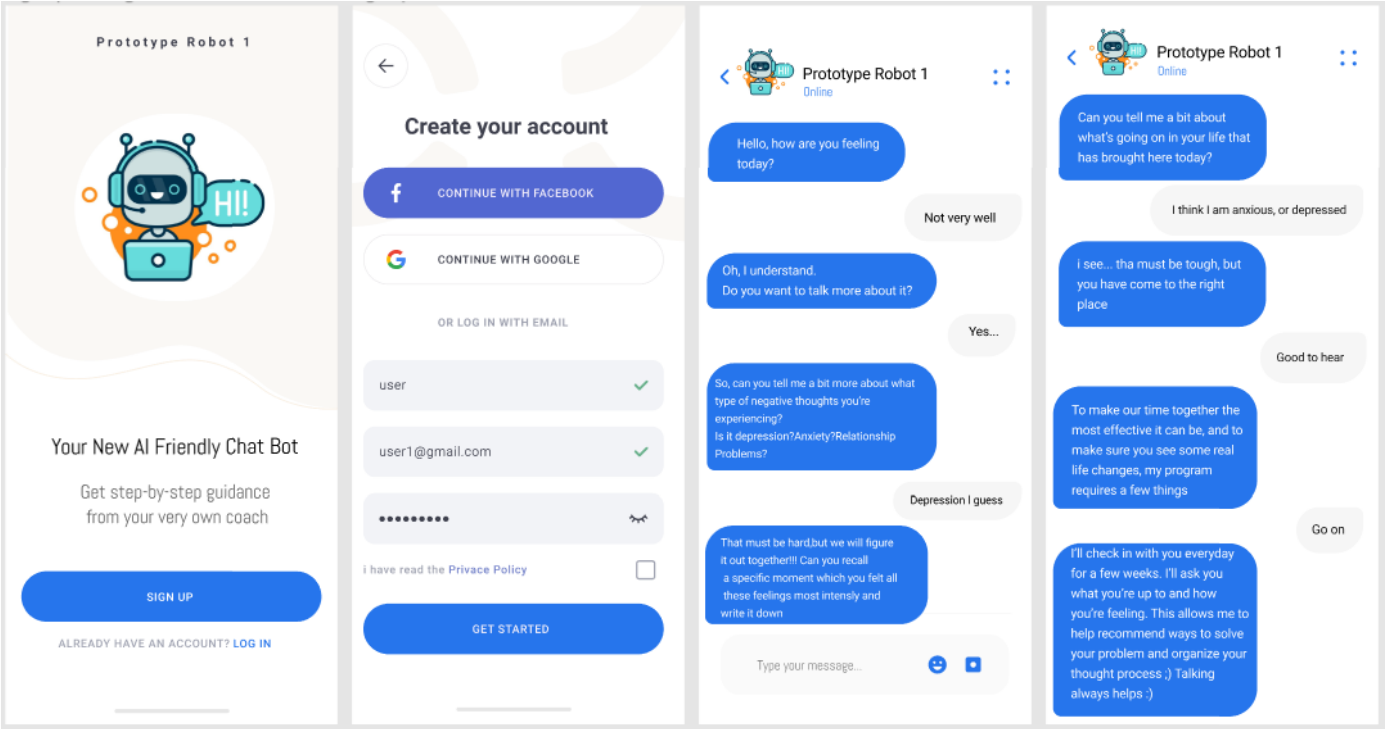 Prototype Robot 1
HI!
Your New AI Friendly Chat Bot
Get step-by-step guidance
from your very own coach
SIGN UP
ALREADY HAVE AN ACCOUNT? LOG IN
Create your account
CONTINUE WITH FACEBOOK
CONTINUE WITH GOOGLE
OR LOG IN WITH EMAIL
user
user1@gmail.com
•••••••••
i have read the Privace Policy
GET STARTED
HI!
Prototype Robot 1
Online
Hello, how are you feeling
today?
Not very well
Oh, I understand.
Do you want to talk more about it?
Yes...
So, can you tell me a bit more about what
type of negative thoughts you're
experiencing?
Is it depression?Anxiety?Relationship
Problems?
Depression I guess
That must be hard,but we will figure
it out together!!! Can you recall
a specific moment which you felt all
these feelings most intensly and
write it down
Type your message...
HI!
Prototype Robot 1
Online
Can you tell me a bit about
what's going on in your life that
has brought here today?
I think I am anxious, or depressed
i see... tha must be tough, but
you have come to the right
place
Good to hear
To make our time together the
most effective it can be, and to
make sure you see some real
life changes, my program
requires a few things
Go on
I'll check in with you everyday
for a few weeks. I'll ask you
what you're up to and how
you're feeling. This allows me to
help recommend ways to solve
your problem and organize your
thought process ;) Talking
always helps :)